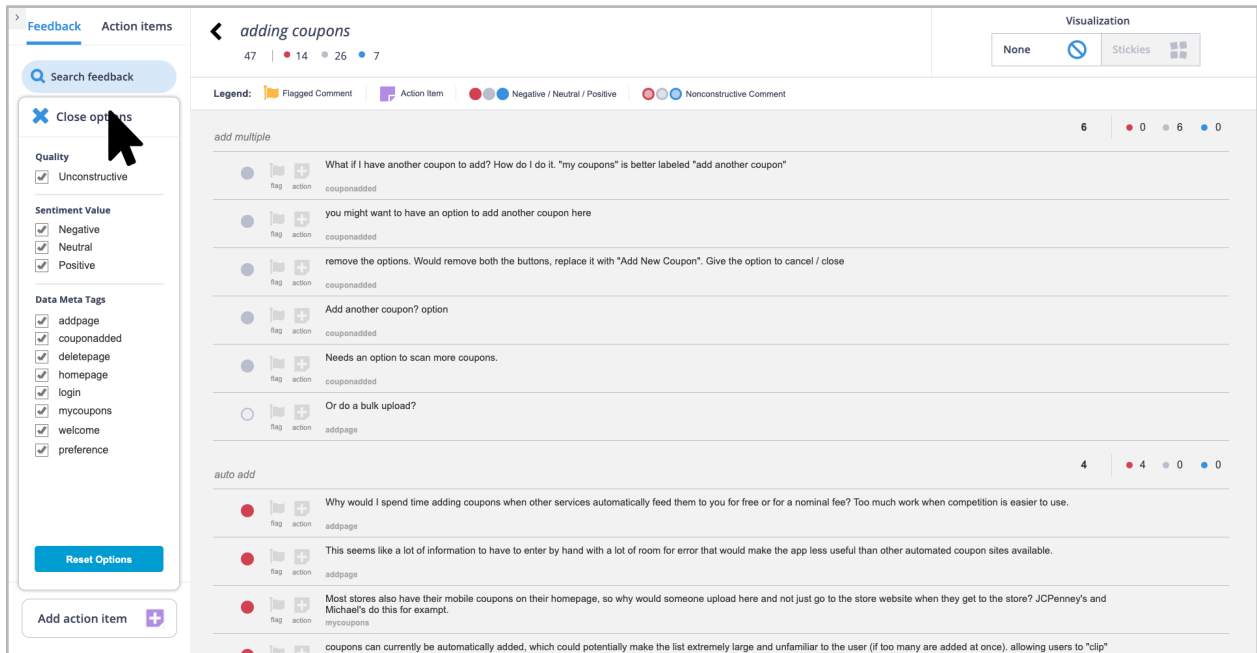 Feedback Action items
Search feedback
Close options
Quality
Unconstructive
Sentiment Value
Negative
Neutral
Positive
Data Meta Tags
addpage
couponadded
deletepage
homepage
login
mycoupons
welcome
preference
Reset Options
Add action item
adding coupons
47 14 26 7
Visualization
None Stickies
Legend: Flagged Comment Action Item Negative / Neutral / Positive Nonconstructive Comment
add multiple 6 0 6 0
What if I have another coupon to add? How do I do it. "my coupons" is better labeled "add another coupon"
flag action couponadded
you might want to have an option to add another coupon here
flag action couponadded
remove the options. Would remove both the buttons, replace it with "Add New Coupon". Give the option to cancel / close
flag action couponadded
Add another coupon? option
flag action couponadded
Needs an option to scan more coupons.
flag action couponadded
Or do a bulk upload?
flag action addpage
auto add 4 4 0 0
Why would I spend time adding coupons when other services automatically feed them to you for free or for a nominal fee? Too much work when competition is easier to use.
flag action addpage
This seems like a lot of information to have to enter by hand with a lot of room for error that would make the app less useful than other automated coupon sites available.
flag action addpage
Most stores also have their mobile coupons on their homepage, so why would someone upload here and not just go to the store website when they get to the store? JCPenney's and
Michael's do this for exampt.
flag action mycoupons
coupons can currently be automatically added, which could potentially make the list extremely large and unfamiliar to the user (if too many are added at once). allowing users to "clip"